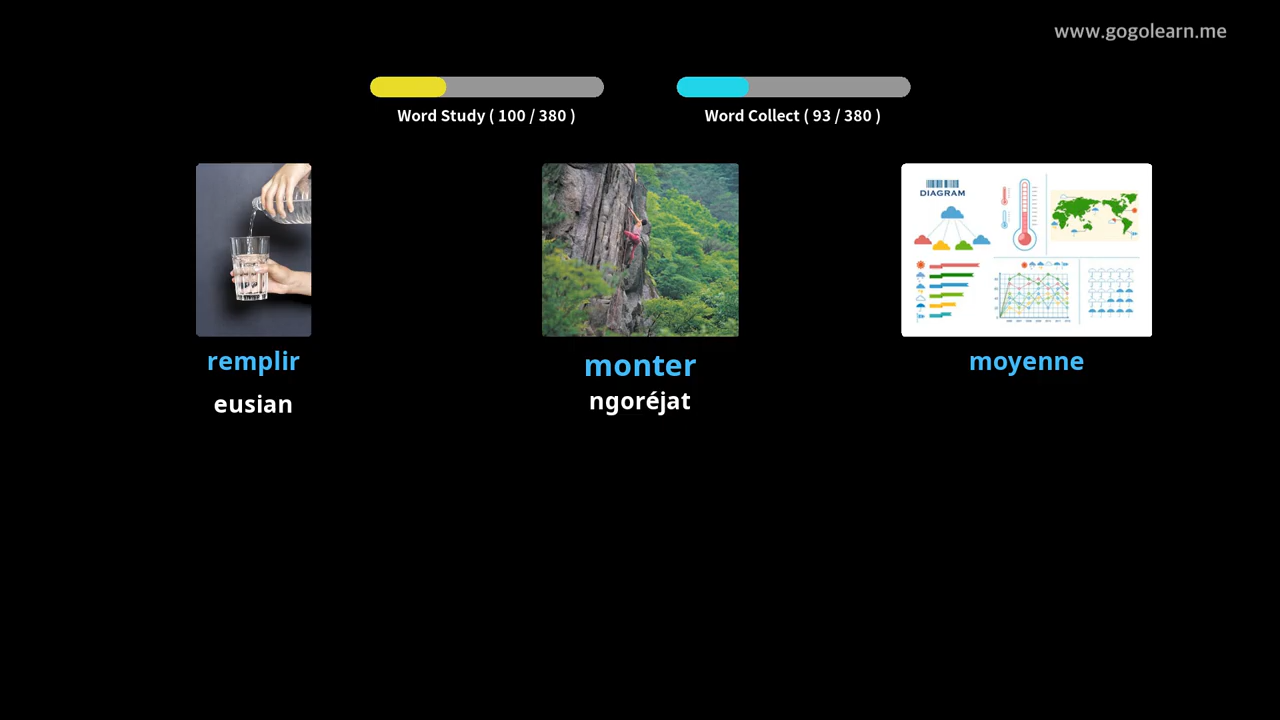 www.gogolearn.me
Word Study ( 100 / 380 )
Word Collect ( 93 / 380 )
DIAGRAM
remplir
monter
moyenne
eusian
ngoréjat